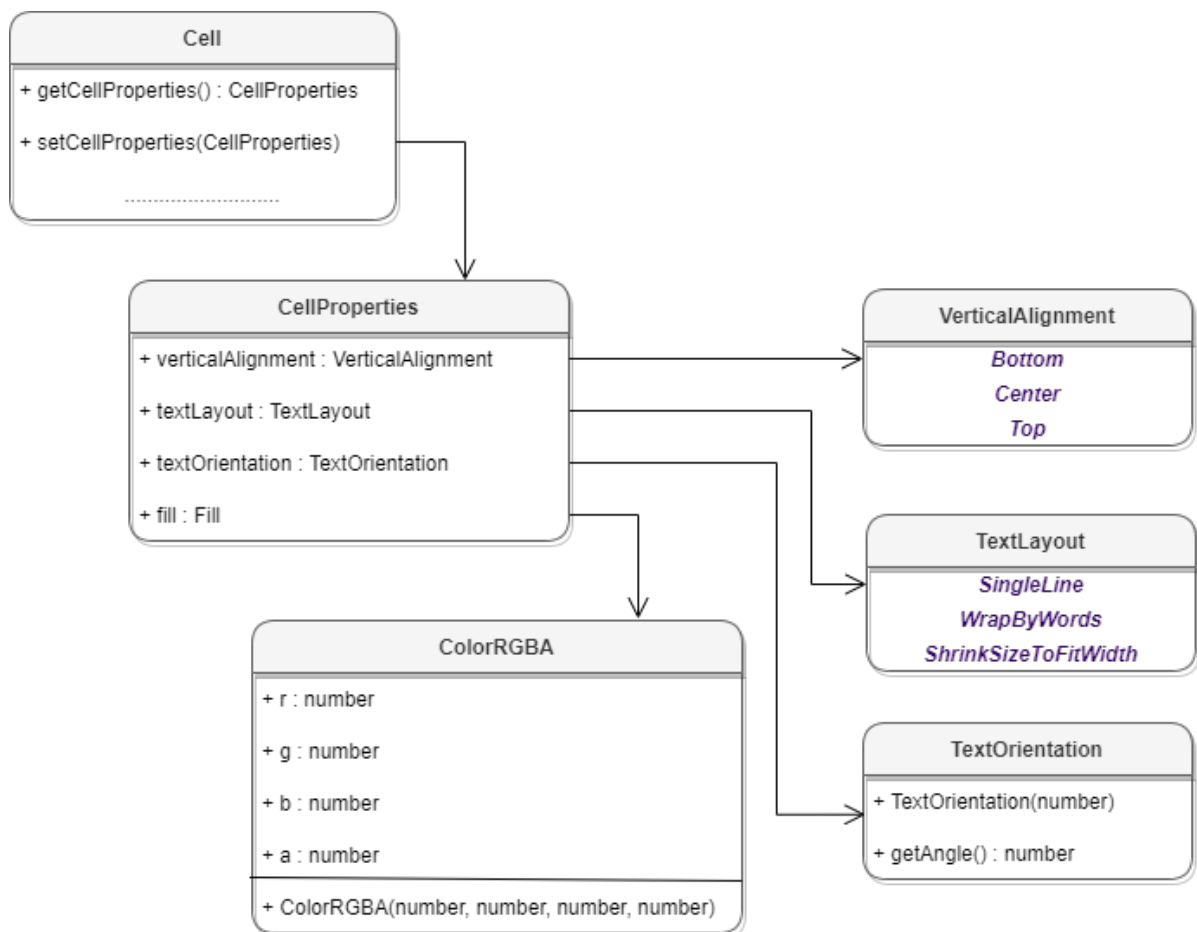 Cell
+ getCellProperties() : CellProperties
+ setCellProperties(CellProperties)
............................
CellProperties
+ verticalAlignment : VerticalAlignment
+ textLayout : TextLayout
+ textOrientation : TextOrientation
+ fill : Fill
VerticalAlignment
Bottom
Center
Top
TextLayout
SingleLine
WrapByWords
ShrinkSizeToFitWidth
ColorRGBA
+ r : number
+ g : number
+ b : number
+ a : number
+ ColorRGBA(number, number, number, number)
TextOrientation
+ TextOrientation(number)
+ getAngle() : number